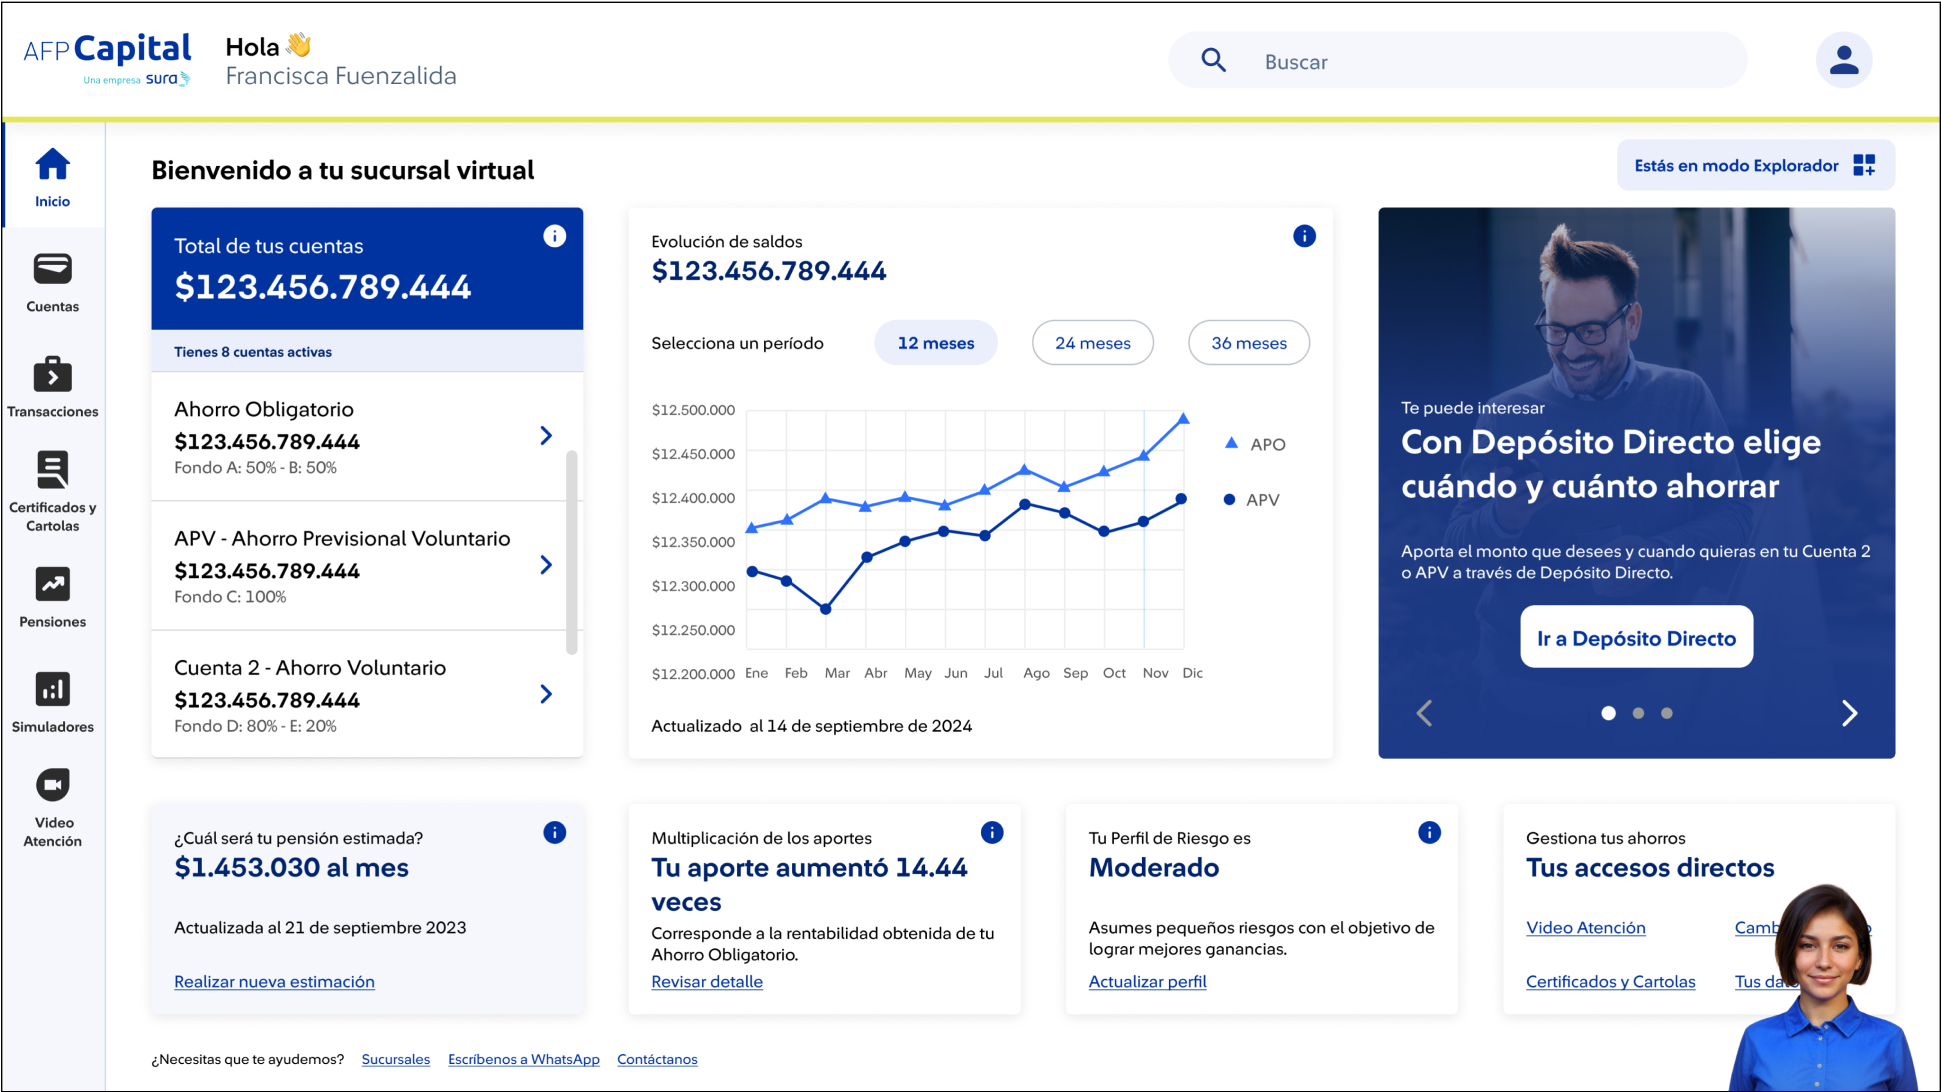 AFP Capital
Una empresa sura
Hola 👋
Francisca Fuenzalida
Buscar
Inicio
Cuentas
Transacciones
Certificados y
Cartolas
Pensiones
Simuladores
Video
Atención
Bienvenido a tu sucursal virtual
Estás en modo Explorador
Total de tus cuentas
$123.456.789.444
Tienes 8 cuentas activas
Ahorro Obligatorio
$123.456.789.444
Fondo A: 50% - B: 50%
APV - Ahorro Previsional Voluntario
$123.456.789.444
Fondo C: 100%
Cuenta 2 - Ahorro Voluntario
$123.456.789.444
Fondo D: 80% - E: 20%
Evolución de saldos
$123.456.789.444
Selecciona un período
12 meses
24 meses
36 meses
$12.500.000
$12.450.000
$12.400.000
$12.350.000
$12.300.000
$12.250.000
$12.200.000
Ene Feb Mar Abr May Jun Jul Ago Sep Oct Nov Dic
APO
APV
Actualizado al 14 de septiembre de 2024
Te puede interesar
Con Depósito Directo elige
cuándo y cuánto ahorrar
Aporta el monto que desees y cuando quieras en tu Cuenta 2
o APV a través de Depósito Directo.
Ir a Depósito Directo
¿Cuál será tu pensión estimada?
$1.453.030 al mes
Actualizada al 21 de septiembre 2023
Realizar nueva estimación
Multiplicación de los aportes
Tu aporte aumentó 14.44
veces
Corresponde a la rentabilidad obtenida de tu
Ahorro Obligatorio.
Revisar detalle
Tu Perfil de Riesgo es
Moderado
Asumes pequeños riesgos con el objetivo de
lograr mejores ganancias.
Actualizar perfil
Gestiona tus ahorros
Tus accesos directos
Video Atención
Certificados y Cartolas
Tus
¿Necesitas que te ayudemos? Sucursales Escríbenos a WhatsApp Contáctanos